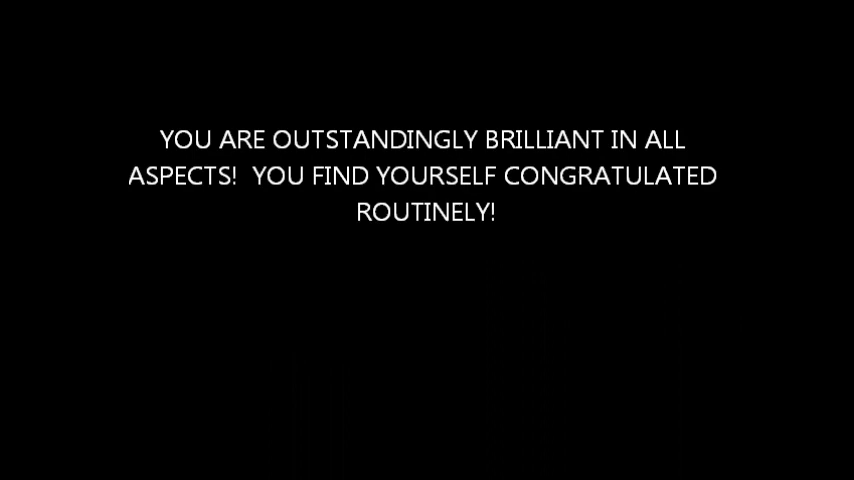 YOU ARE OUTSTANDINGLY BRILLIANT IN ALL
ASPECTS!  YOU FIND YOURSELF CONGRATULATED
ROUTINELY!